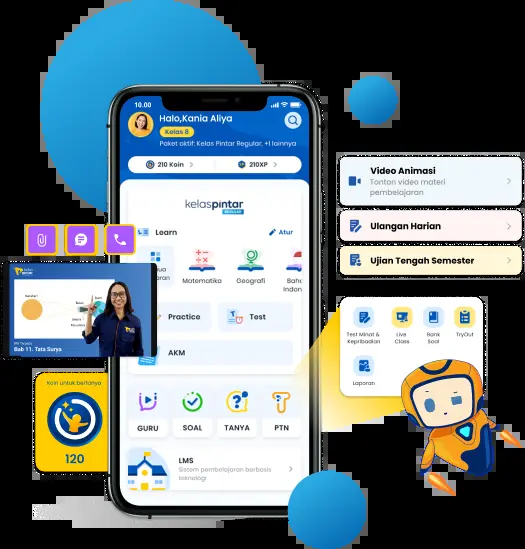 10.00
Halo,Kania Aliya
Kelas 8
Paket aktif: Kelas Pintar Regular, +1 lainnya
210 Koin
210XP
kelaspintar
REGULAR
Learn
Atur
Matematika
Geografi
Indon
Practice
Test
AKM
GURU
SOAL
TANYA
PTN
LMS
Sistem pembelajaran berbasis
teknologi
Bab 11. Tata Surya
Koin untuk bertanya
120
Video Animasi
Tonton video materi
pembelajaran
Ulangan Harian
Ujian Tengah Semester
Test Minat &
Kepribadian
Live
Class
Bank
Soal
TryOut
Laporan